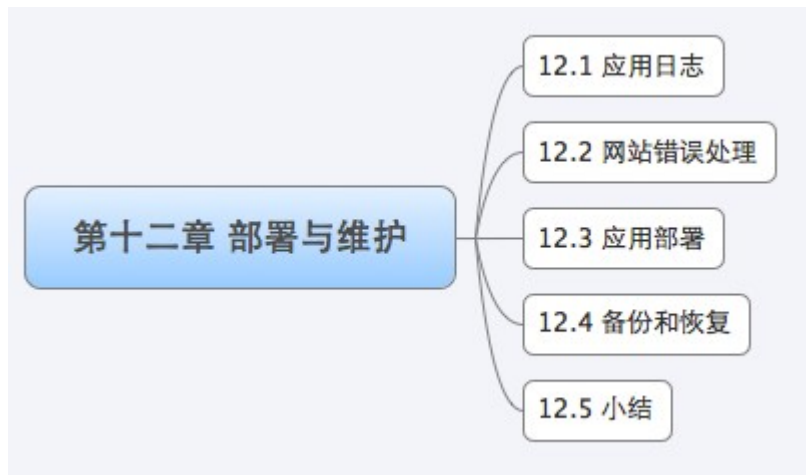 第十二章 部署与维护
12.1 应用日志
12.2 网站错误处理
12.3 应用部署
12.4 备份和恢复
12.5 小结